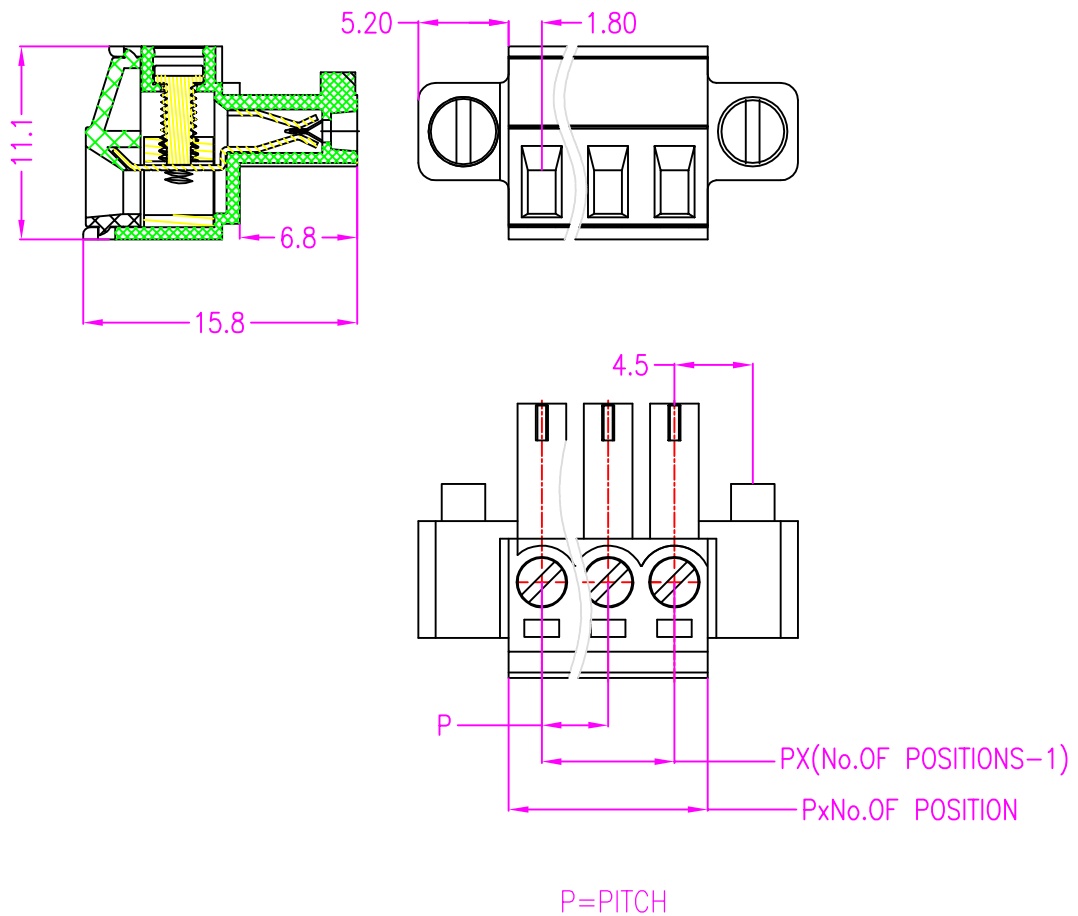 5.20
1.80
11.1
6.8
15.8
4.5
P
PX(No.OF POSITIONS-1)
PxNo.OF POSITION
P=PITCH